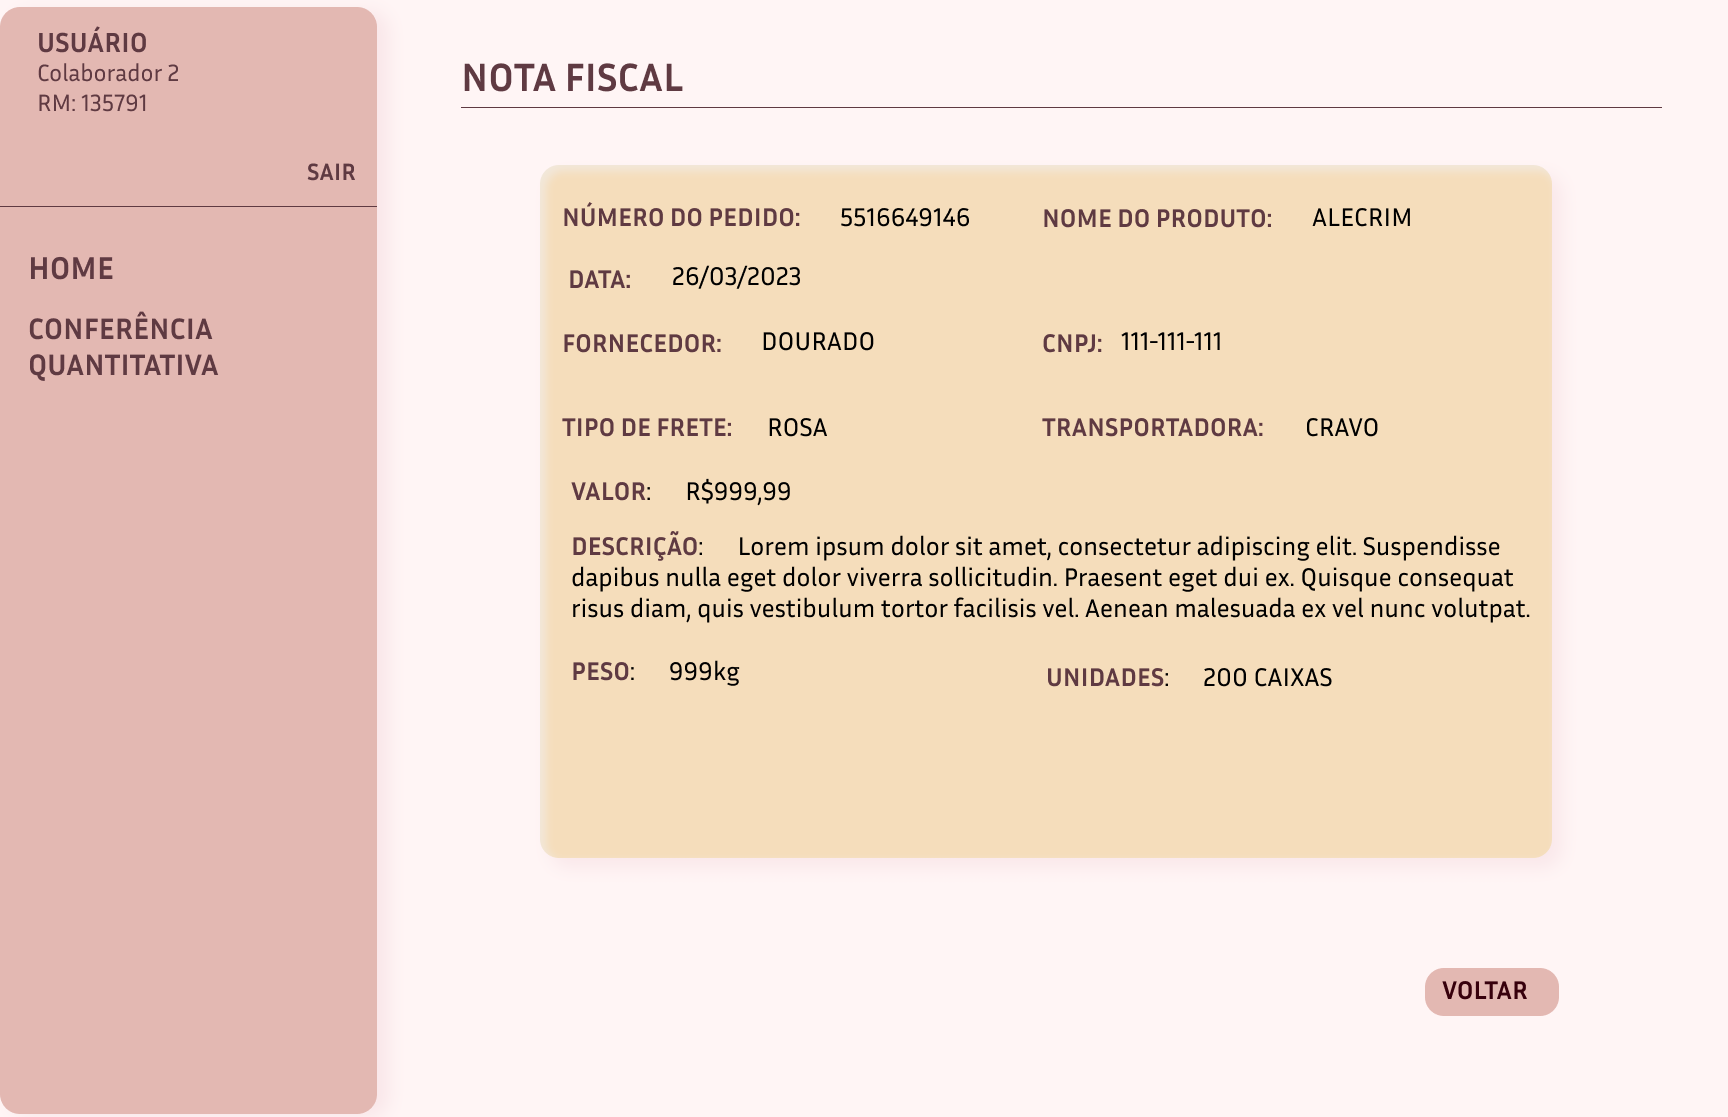 USUÁRIO
Colaborador 2
RM: 135791
SAIR
HOME
CONFERÊNCIA
QUANTITATIVA
NOTA FISCAL
NÚMERO DO PEDIDO: 5516649146 NOME DO PRODUTO: ALECRIM
DATA: 26/03/2023
FORNECEDOR: DOURADO CNPJ: 111-111-111
TIPO DE FRETE: ROSA TRANSPORTADORA: CRAVO
VALOR: R$999,99
DESCRIÇÃO: Lorem ipsum dolor sit amet, consectetur adipiscing elit. Suspendisse
dapibus nulla eget dolor viverra sollicitudin. Praesent eget dui ex. Quisque consequat
risus diam, quis vestibulum tortor facilisis vel. Aenean malesuada ex vel nunc volutpat.
PESO: 999kg UNIDADES: 200 CAIXAS
VOLTAR